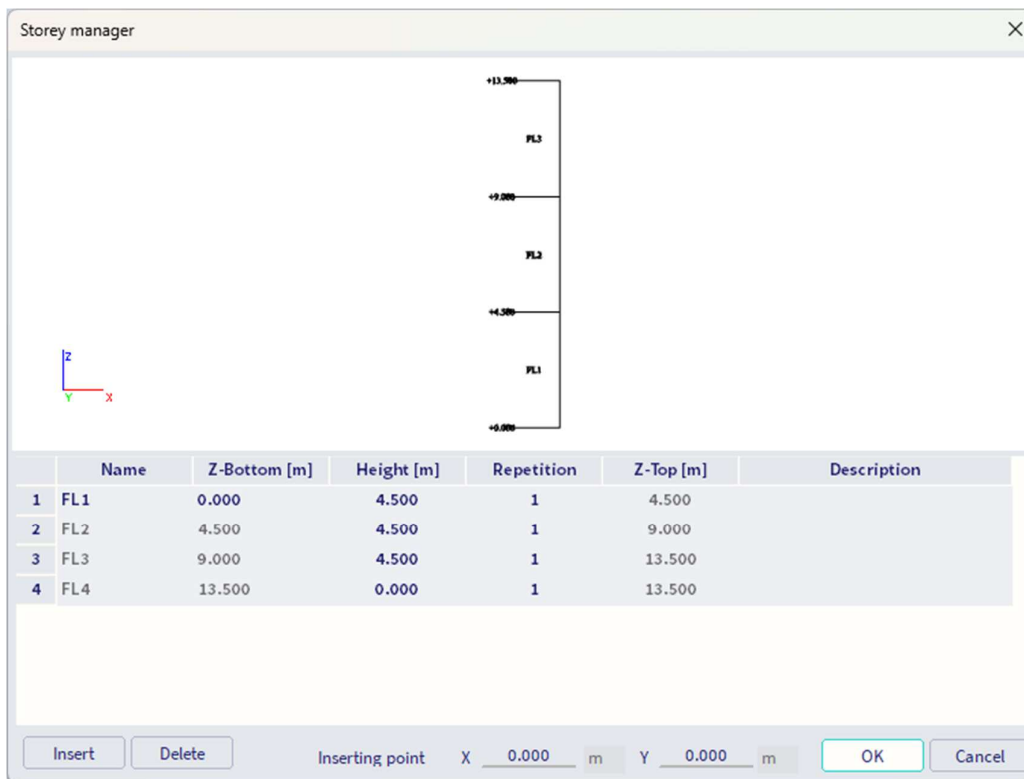 Storey manager
+13.500
FL3
+9.000
FL2
+4.500
Z
FL1
Y X
+0.000
Name Z-Bottom [m] Height [m] Repetition Z-Top [m] Description
1 FL1 0.000 4.500 1 4.500
2 FL2 4.500 4.500 1 9.000
3 FL3 9.000 4.500 1 13.500
4 FL4 13.500 0.000 1 13.500
Insert Delete Inserting point X 0.000 m Y 0.000 m OK Cancel